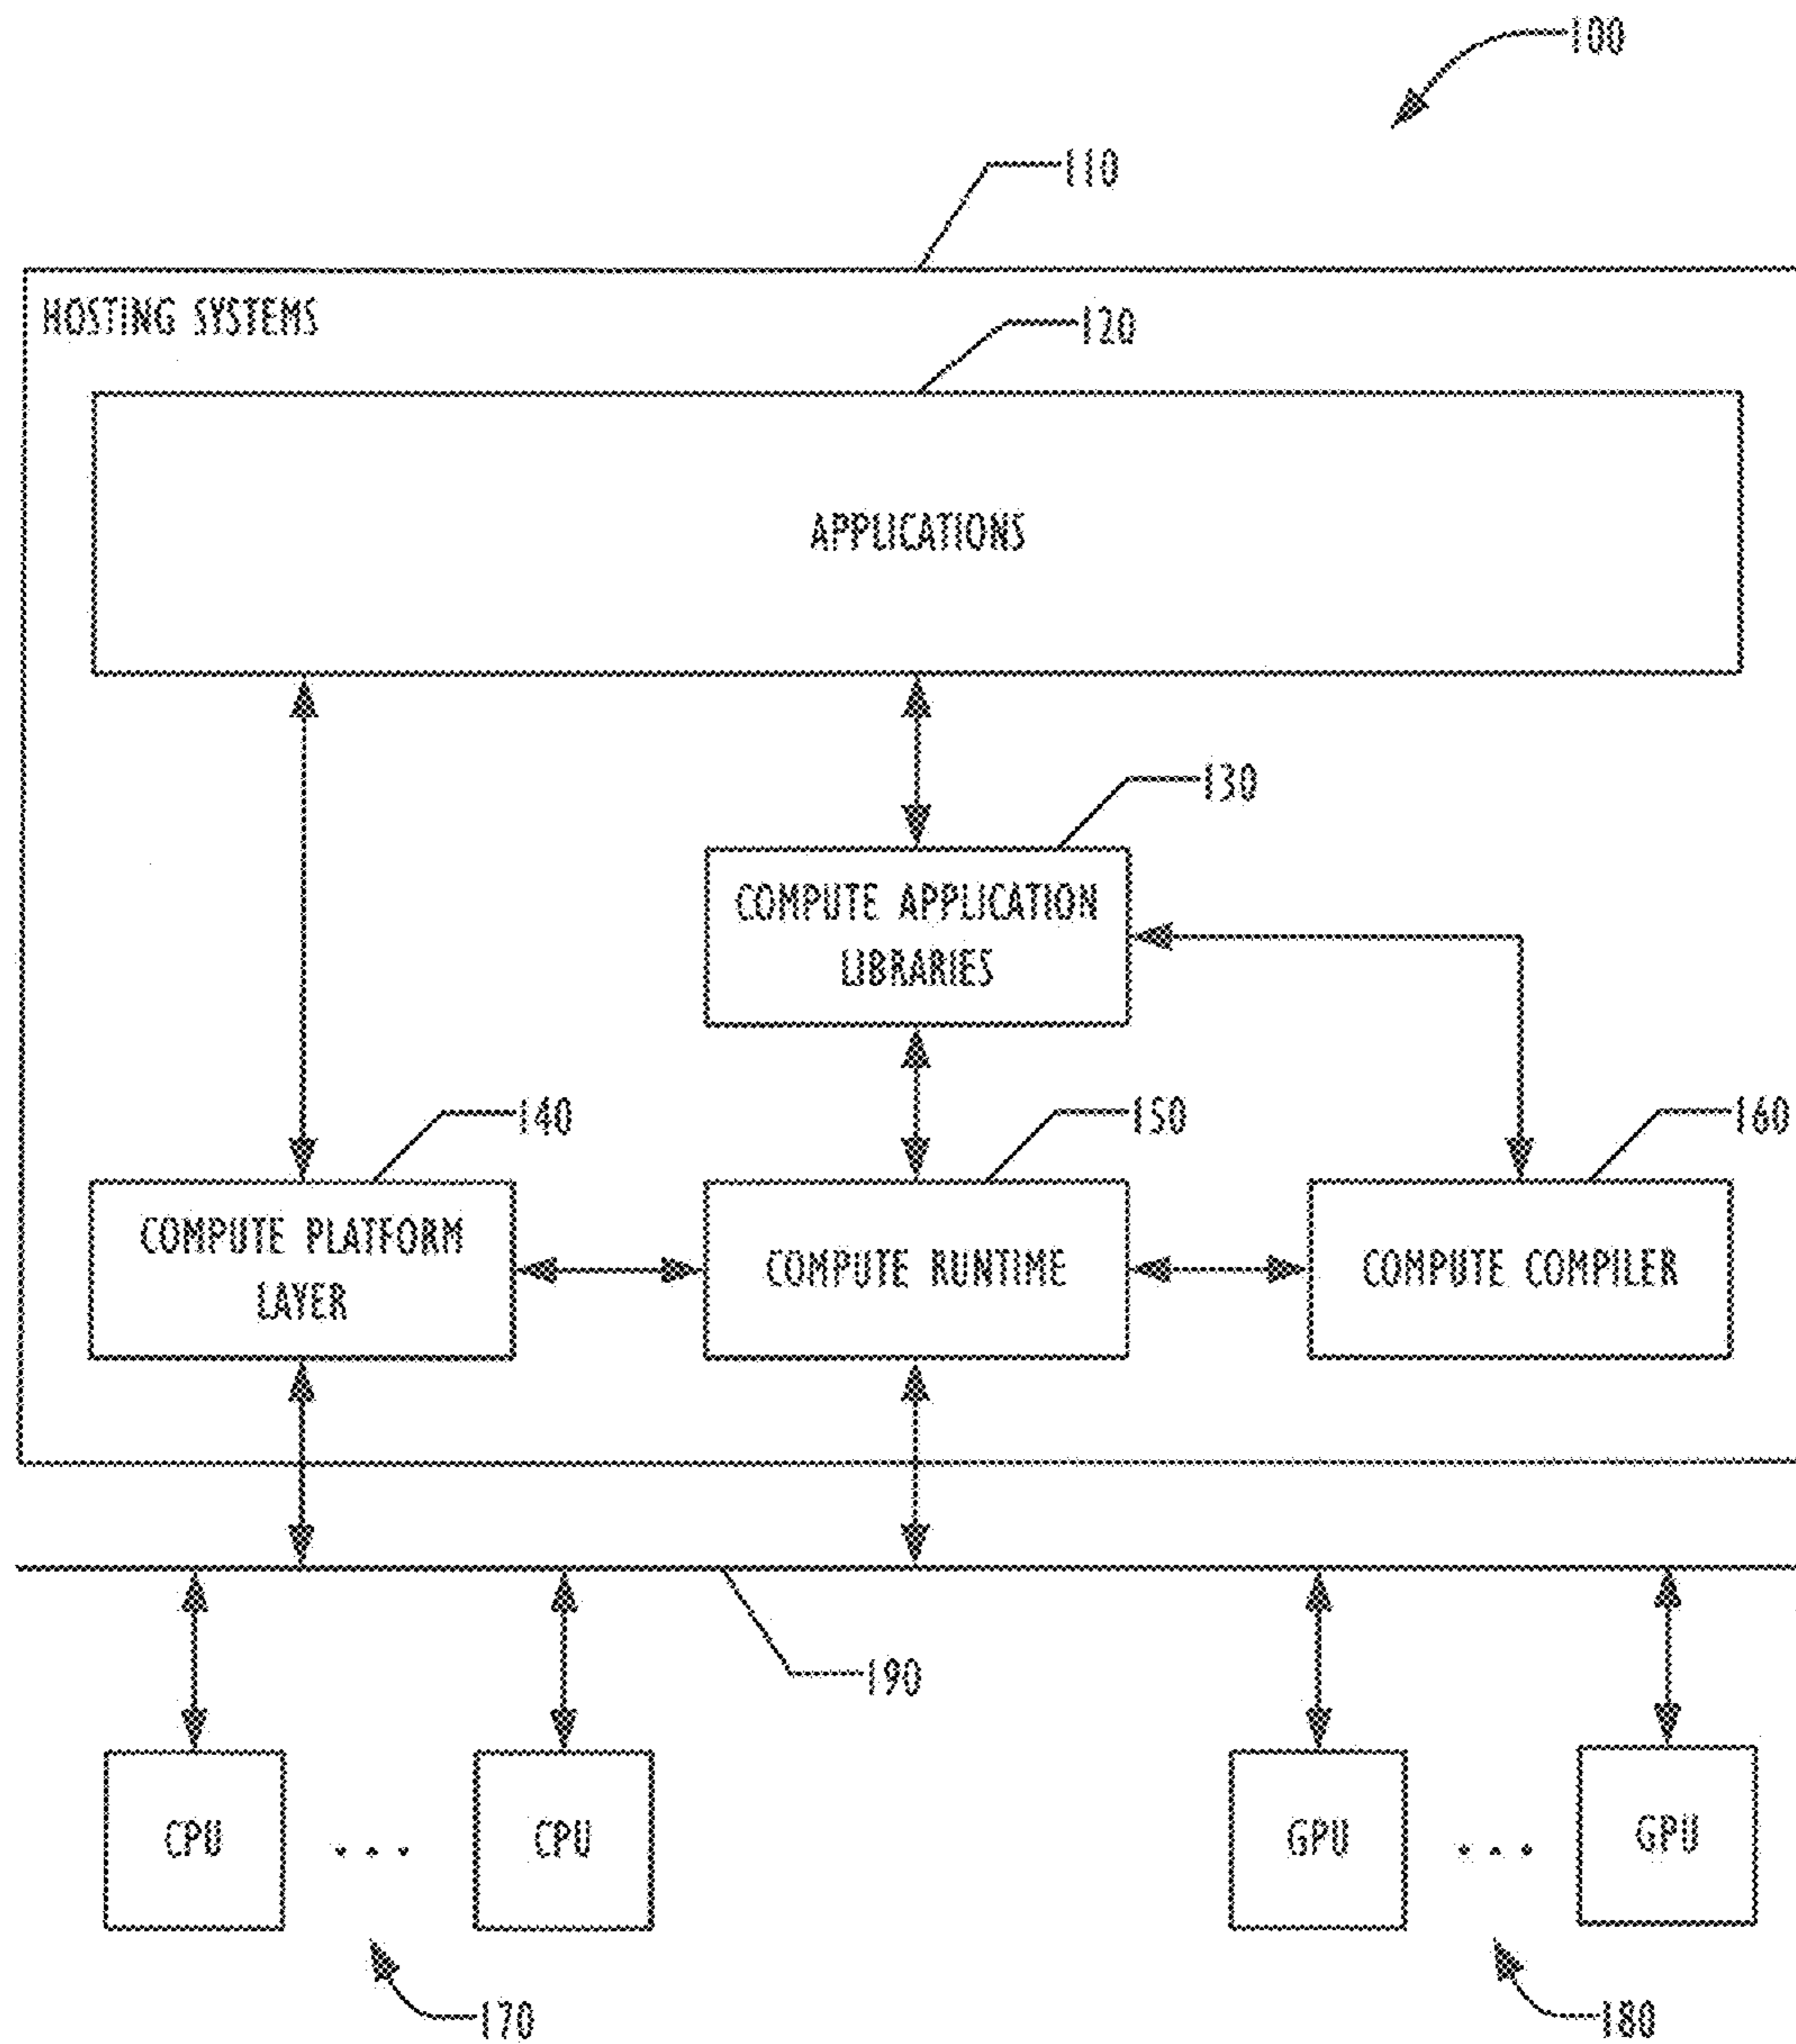 100
110
HOSTING SYSTEMS
120
APPLICATIONS
130
COMPUTE APPLICATION
LIBRARIES
140
150
160
COMPUTE PLATFORM
LAYER
COMPUTE RUNTIME
COMPUTE COMPILER
190
CPU
...
CPU
GPU
...
GPU
170
180